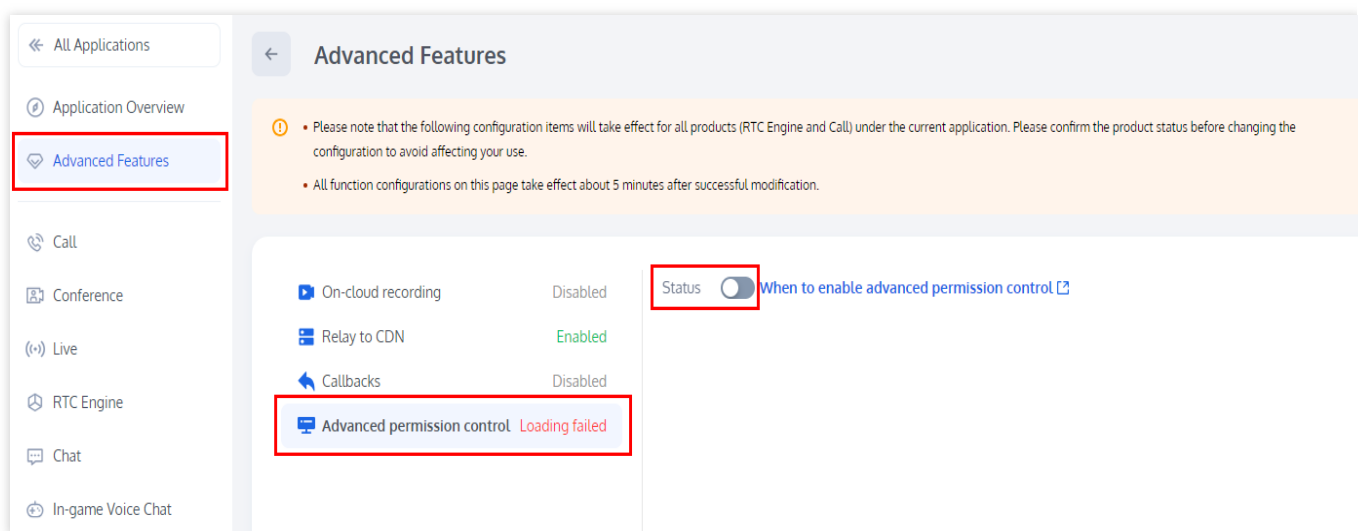 All Applications
Application Overview
Advanced Features
Call
Conference
Live
RTC Engine
Chat
In-game Voice Chat
Advanced Features
• Please note that the following configuration items will take effect for all products (RTC Engine and Call) under the current application. Please confirm the product status before changing the
configuration to avoid affecting your use.
• All function configurations on this page take effect about 5 minutes after successful modification.
On-cloud recording Disabled
Relay to CDN Enabled
Callbacks Disabled
Advanced permission control Loading failed
Status When to enable advanced permission control